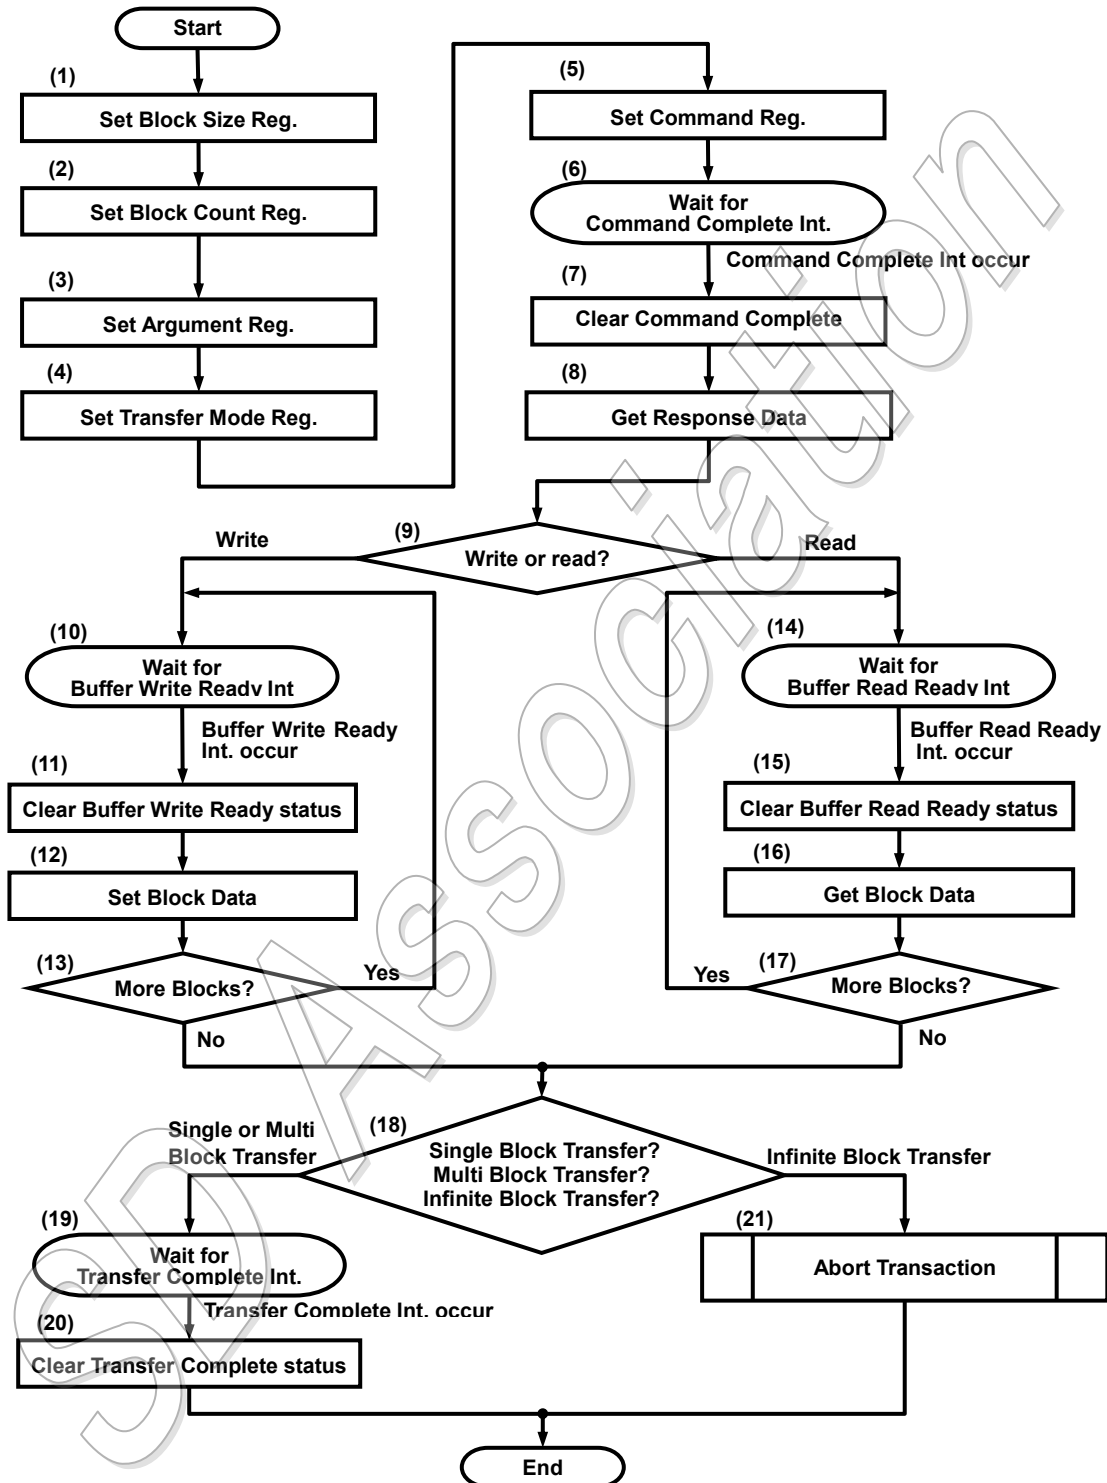 Start
(1)
Set Block Size Reg.
(2)
Set Block Count Reg.
(3)
Set Argument Reg.
(4)
Set Transfer Mode Reg.
(5)
Set Command Reg.
(6)
Wait for
Command Complete Int.
Command Complete Int occur
(7)
Clear Command Complete
(8)
Get Response Data
(9)
Write or read?
Write
Read
(10)
Wait for
Buffer Write Ready Int
Buffer Write Ready
Int. occur
(11)
Clear Buffer Write Ready status
(12)
Set Block Data
(13)
More Blocks?
Yes
No
(14)
Wait for
Buffer Read Ready Int
Buffer Read Ready
Int. occur
(15)
Clear Buffer Read Ready status
(16)
Get Block Data
(17)
More Blocks?
Yes
No
(18)
Single Block Transfer?
Multi Block Transfer?
Infinite Block Transfer?
Single or Multi
Block Transfer
Infinite Block Transfer
(19)
Wait for
Transfer Complete Int.
Transfer Complete Int. occur
(20)
Clear Transfer Complete status
(21)
Abort Transaction
End
SD Association